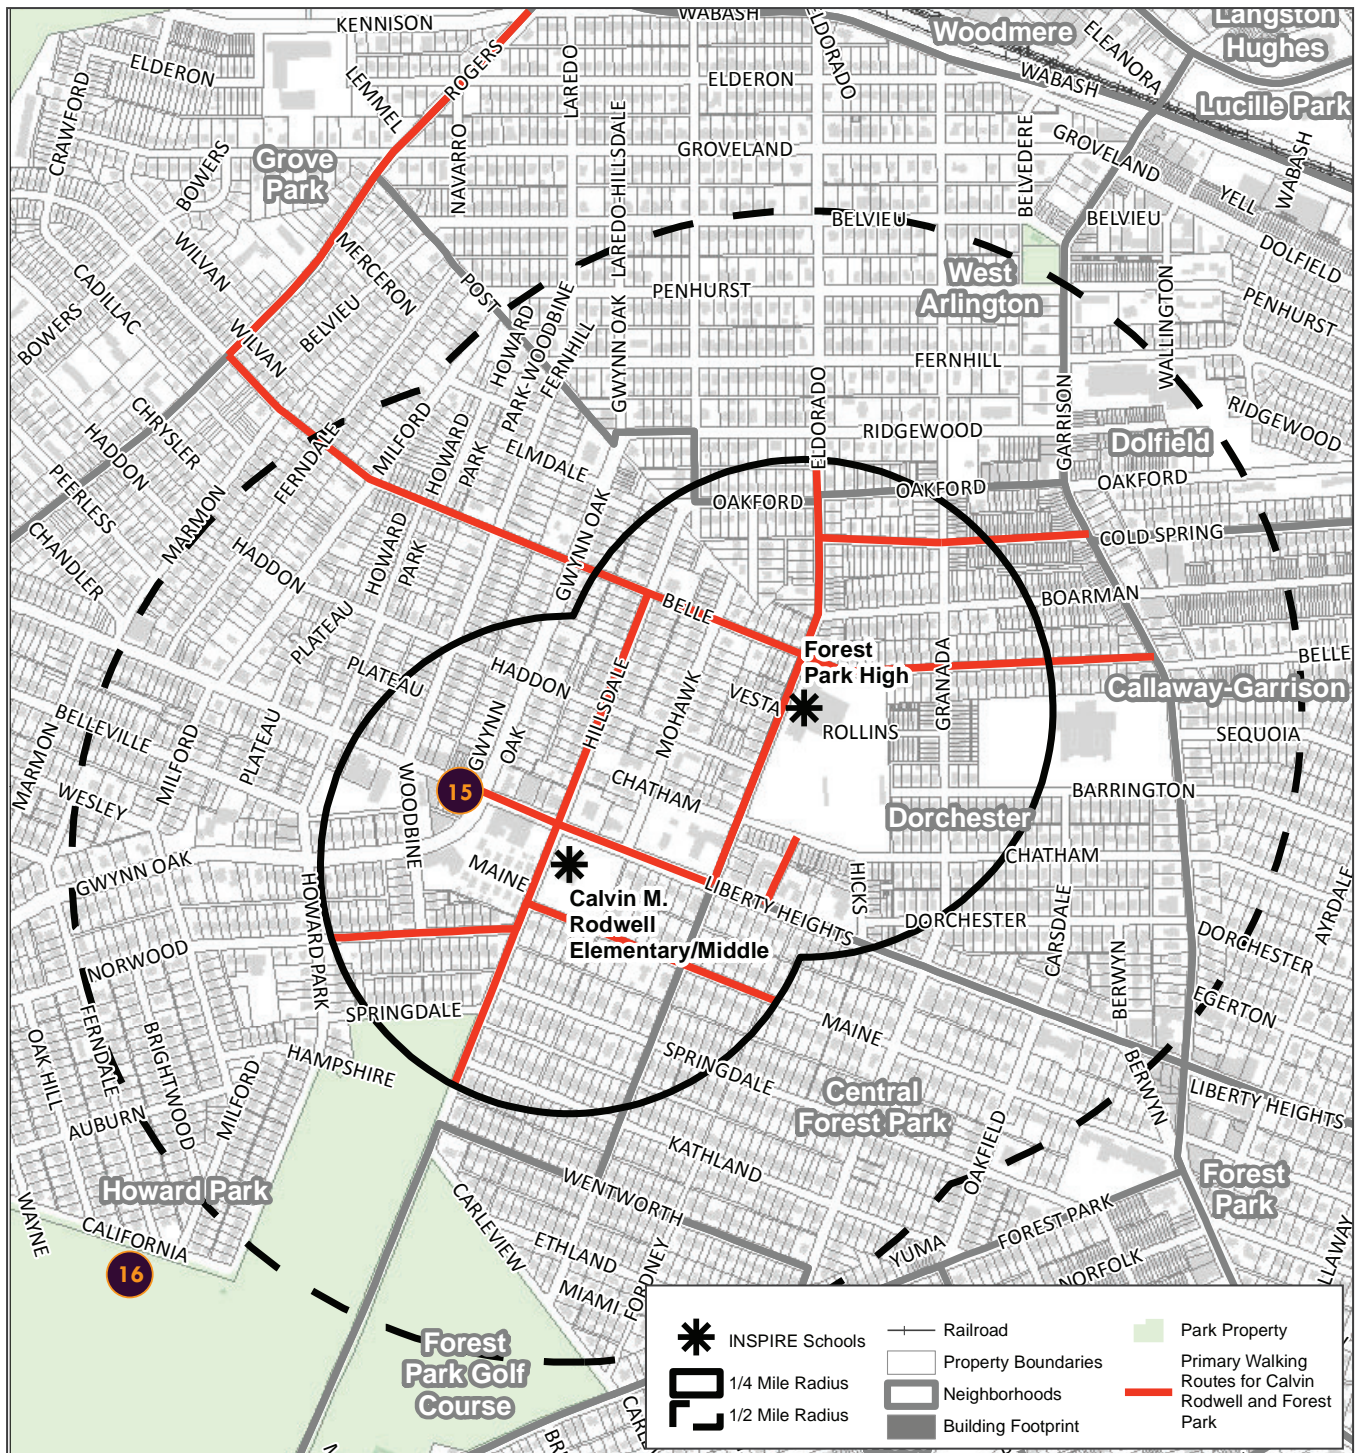 KENNISON
WABASH
ELDORADO
Woodmere
ELEANORA
Langston
Hughes
ELDERON
CRAWFORD
LEMMEL
ROGERS
LAREDO
ELDERON
WABASH
Lucille Park
Grove
Park
BOWERS
NAVARRO
LAREDO-HILLSDALE
GROVELAND
BELVEDERE
GROVELAND
YELL
WABASH
WILVAN
MERCERON
BELVIEU
BELVIEU
DOLFIELD
CADILLAC
BOWERS
WILVAN
BELVIEU
POST
HOWARD
PARK-WOODBINE
FERNHILL
GWYNN OAK
PENHURST
West
Arlington
WALLINGTON
PENHURST
FERNHILL
CHRYSLER
HADDON
PEERLESS
CHANDLER
MARMON
FERNDALE
MILFORD
HOWARD
PARK
ELMDALE
ELDORADO
RIDGEWOOD
GARRISON
Dolfield
RIDGEWOOD
OAKFORD
OAKFORD
OAKFORD
COLD SPRING
HADDON
HOWARD
PARK
GWYNN OAK
BELLE
BOARMAN
PLATEAU
PLATEAU
HADDON
HILLSDALE
MOHAWK
VESTA
Forest
Park High
ROLLINS
GRANADA
BELLE
Callaway-Garrison
SEQUOIA
BELLEVILLE
MARMON
WESLEY
MILFORD
PLATEAU
GWYNN
OAK
WOODBINE
15
CHATHAM
BARRINGTON
Dorchester
CHATHAM
GWYNN OAK
MAINE
Calvin M.
Rodwell
Elementary/Middle
LIBERTY HEIGHTS
HICKS
DORCHESTER
CARSDALE
BERWYN
DORCHESTER
AYRDALE
EGERTON
HOWARD PARK
NORWOOD
SPRINGDALE
HAMPSHIRE
OAK HILL
FERNDALE
BRIGHTWOOD
MILFORD
AUBURN
MAINE
SPRINGDALE
Central
Forest Park
BERWYN
LIBERTY HEIGHTS
KATHLAND
OAKFIELD
Howard Park
WAYNE
CALIFORNIA
16
CARLEVIEW
WENTWORTH
ETHLAND
MIAMI
FORDNEY
YUMA
FOREST PARK
NORFOLK
Forest
Park
LLAWAY
Forest
Park Golf
Course
INSPIRE Schools
1/4 Mile Radius
1/2 Mile Radius
Railroad
Property Boundaries
Neighborhoods
Building Footprint
Park Property
Primary Walking
Routes for Calvin
Rodwell and Forest
Park